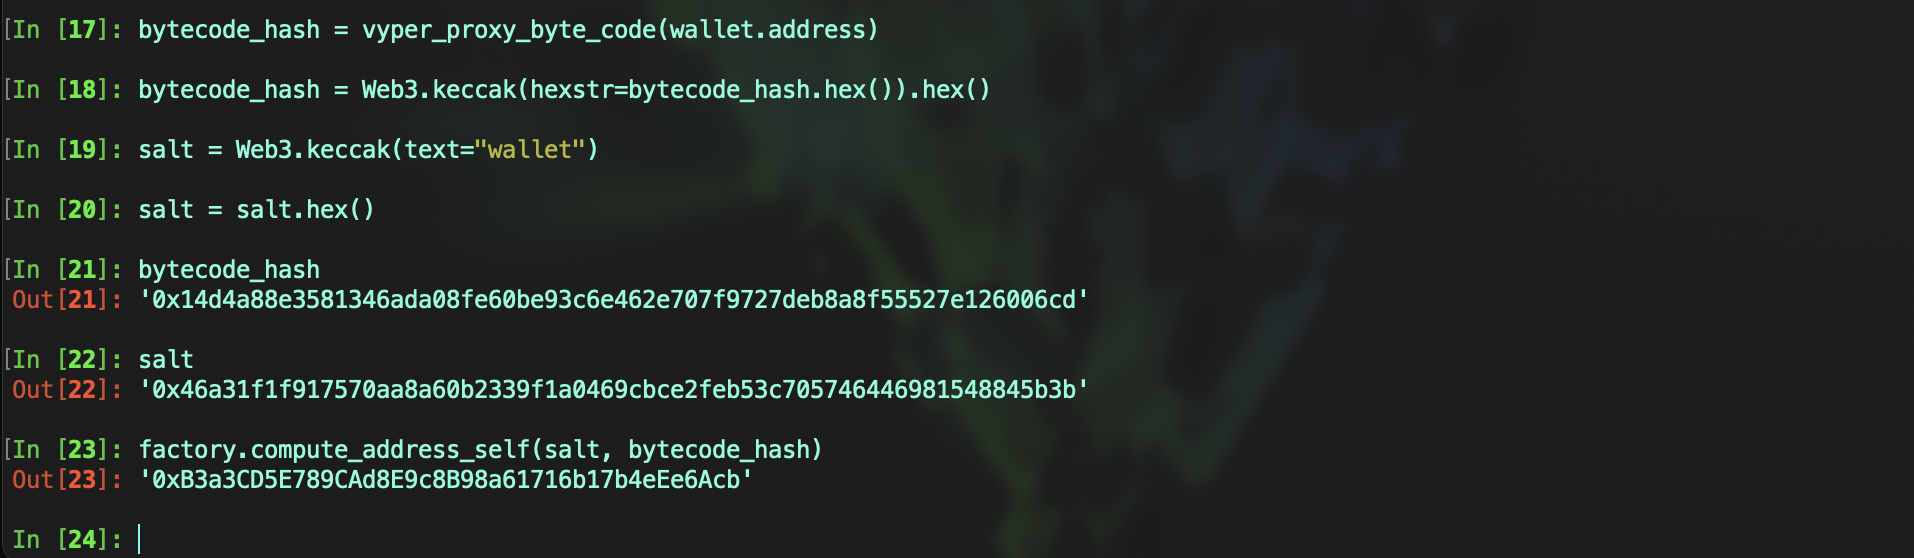 [In [17]: bytecode_hash = vyper_proxy_byte_code(wallet.address)
[In [18]: bytecode_hash = Web3.keccak(hexstr=bytecode_hash.hex()).hex()
[In [19]: salt = Web3.keccak(text="wallet")
[In [20]: salt = salt.hex()
[In [21]: bytecode_hash
Out[21]: '0x14d4a88e3581346ada08fe60be93c6e462e707f9727deb8a8f55527e126006cd'
[In [22]: salt
Out[22]: '0x46a31f1f917570aa8a60b2339f1a0469cbce2feb53c705746446981548845b3b'
[In [23]: factory.compute_address_self(salt, bytecode_hash)
Out[23]: '0xB3a3CD5E789CAd8E9c8B98a61716b17b4eEe6Acb'
In [24]: